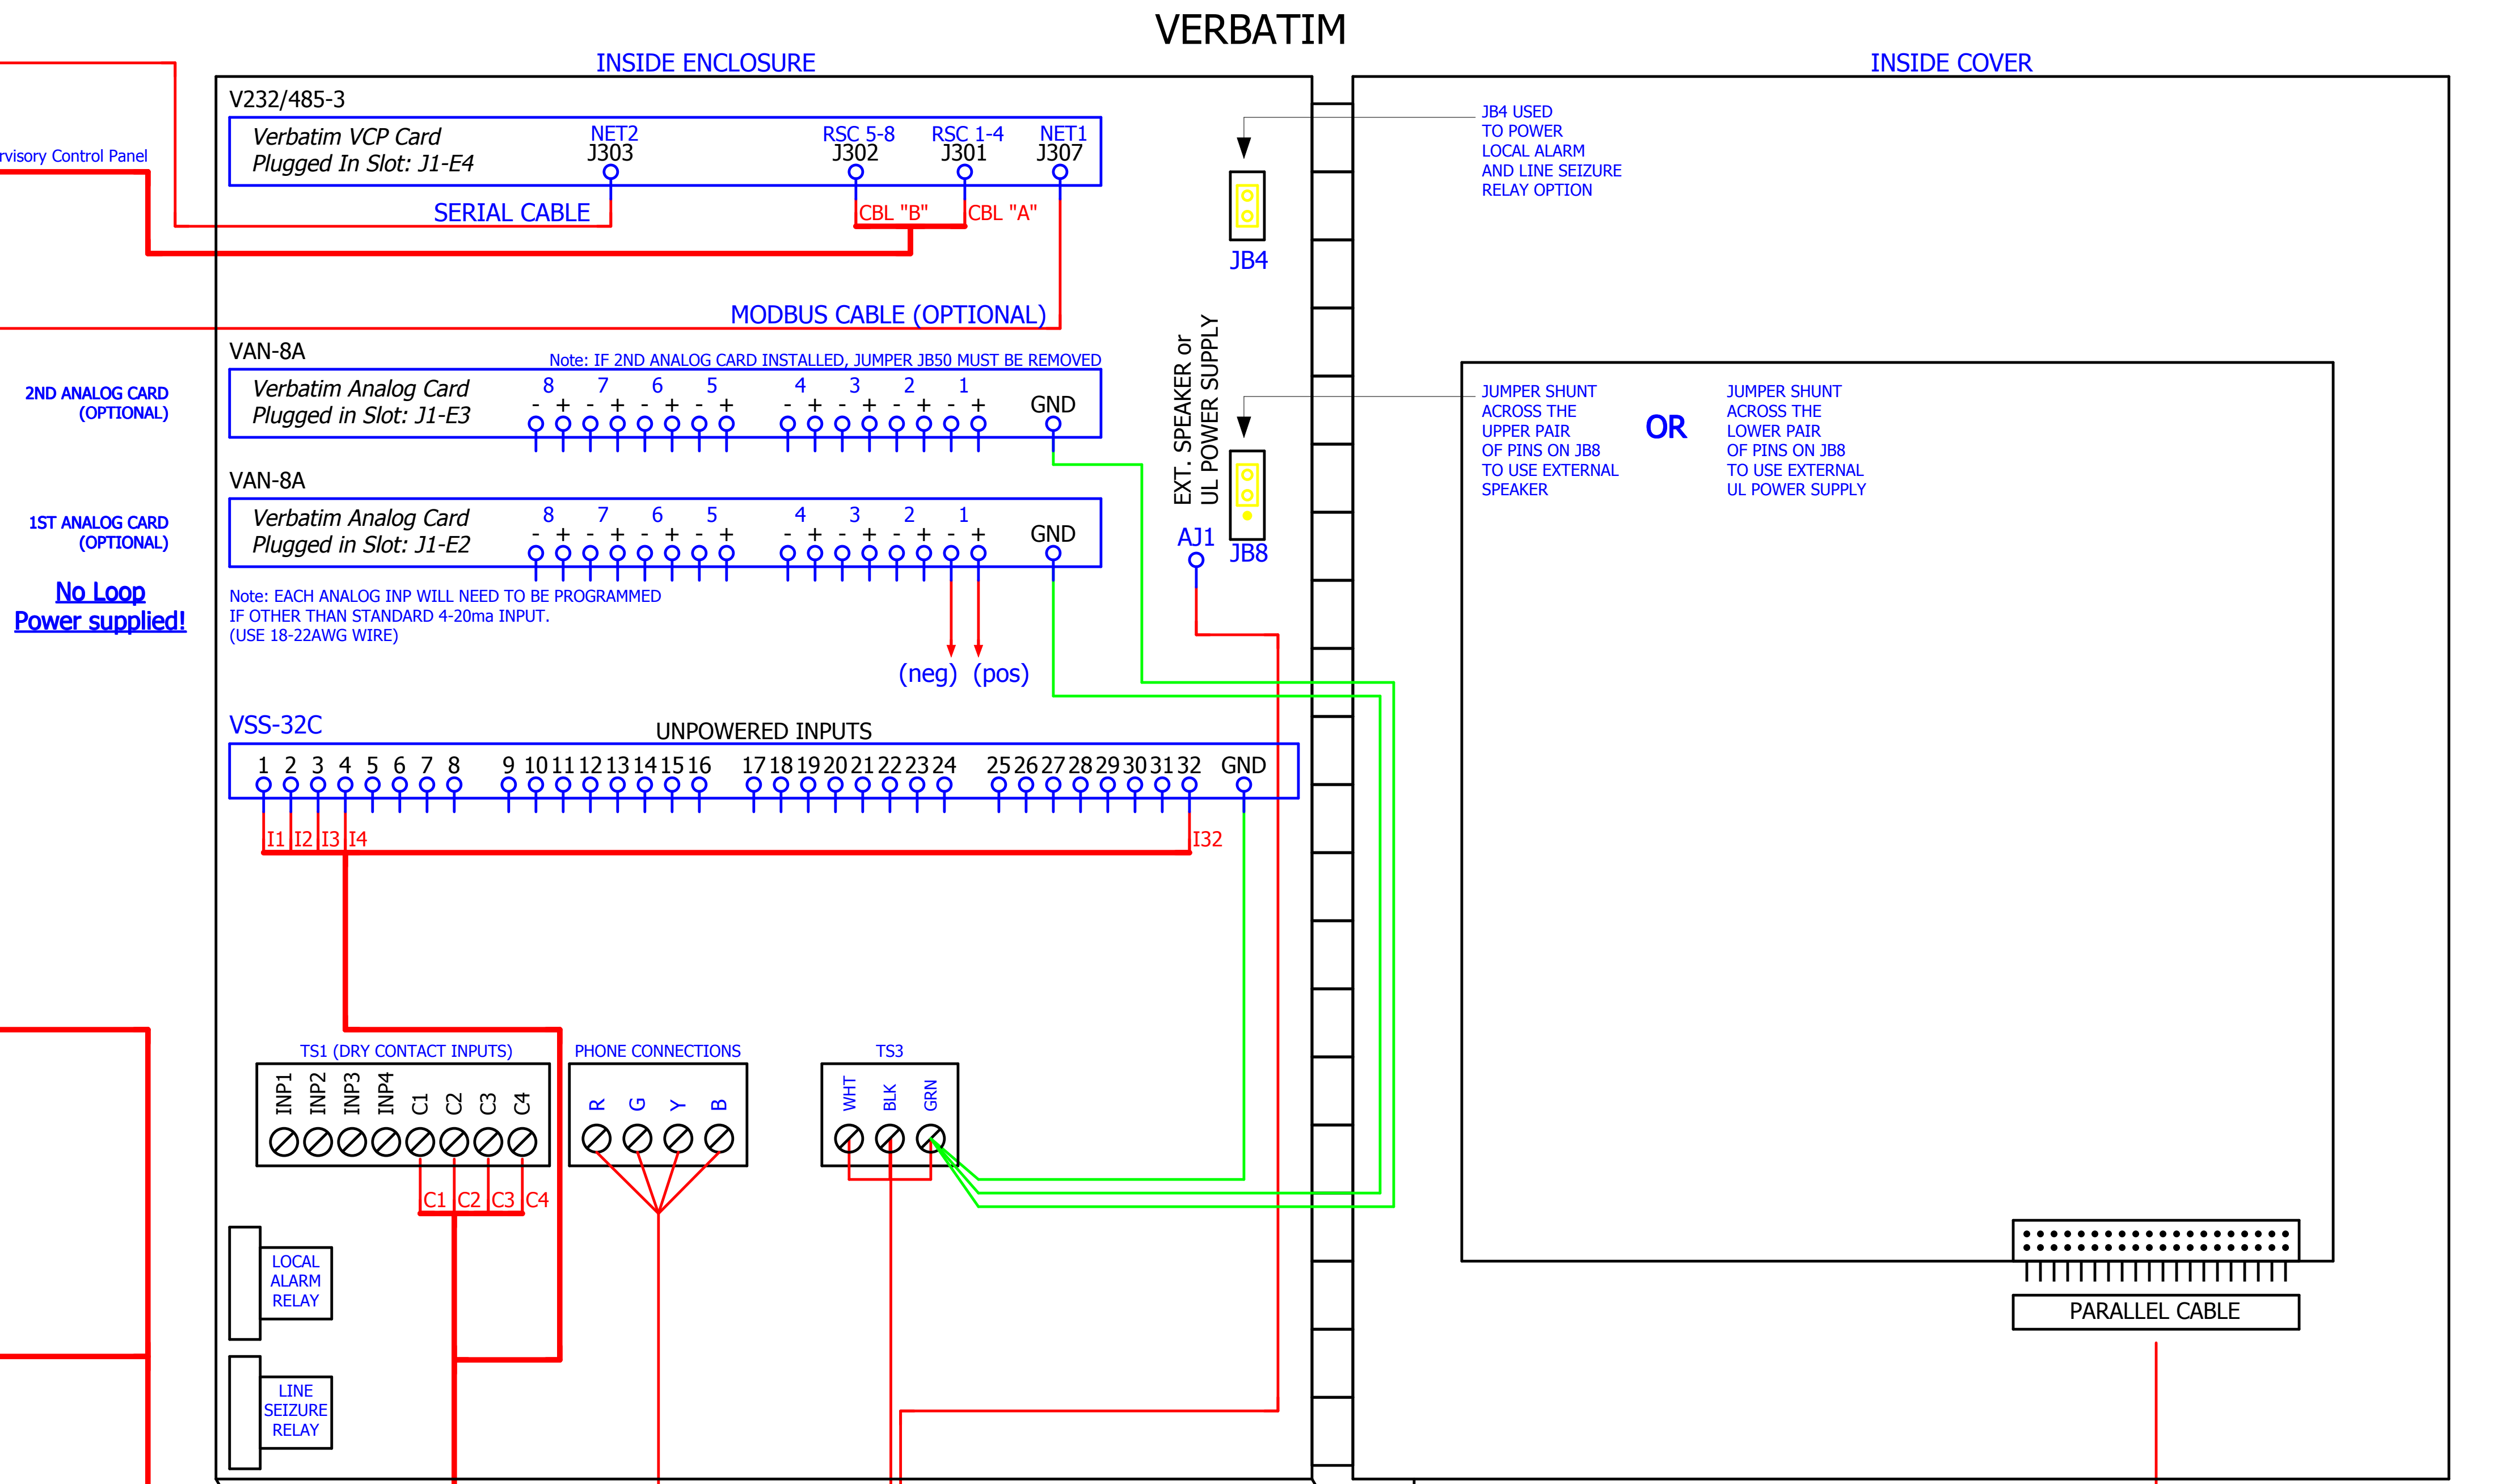 VERBATIM
INSIDE ENCLOSURE
INSIDE COVER
V232/485-3
Verbatim VCP Card
Plugged In Slot: J1-E4
NET2
J303
RSC 5-8
J302
RSC 1-4
J301
NET1
J307
rvisory Control Panel
SERIAL CABLE
CBL "B"
CBL "A"
MODBUS CABLE (OPTIONAL)
JB4
JB4 USED
TO POWER
LOCAL ALARM
AND LINE SEIZURE
RELAY OPTION
VAN-8A
Note: IF 2ND ANALOG CARD INSTALLED, JUMPER JB50 MUST BE REMOVED
2ND ANALOG CARD
(OPTIONAL)
Verbatim Analog Card
Plugged in Slot: J1-E3
8 7 6 5 4 3 2 1
- + - + - + - + - + - + - + - +
GND
EXT. SPEAKER or
UL POWER SUPPLY
JUMPER SHUNT
ACROSS THE
UPPER PAIR
OF PINS ON JB8
TO USE EXTERNAL
SPEAKER
OR
JUMPER SHUNT
ACROSS THE
LOWER PAIR
OF PINS ON JB8
TO USE EXTERNAL
UL POWER SUPPLY
VAN-8A
1ST ANALOG CARD
(OPTIONAL)
Verbatim Analog Card
Plugged in Slot: J1-E2
8 7 6 5 4 3 2 1
- + - + - + - + - + - + - + - +
GND
AJ1
JB8
No Loop
Power supplied!
Note: EACH ANALOG INP WILL NEED TO BE PROGRAMMED
IF OTHER THAN STANDARD 4-20ma INPUT.
(USE 18-22AWG WIRE)
(neg) (pos)
VSS-32C
UNPOWERED INPUTS
1 2 3 4 5 6 7 8 9 10 11 12 13 14 15 16 17 18 19 20 21 22 23 24 25 26 27 28 29 30 31 32 GND
I1 I2 I3 I4 I32
TS1 (DRY CONTACT INPUTS)
INP1 INP2 INP3 INP4 C1 C2 C3 C4
C1 C2 C3 C4
PHONE CONNECTIONS
R G Y B
TS3
WHT BLK GRN
LOCAL
ALARM
RELAY
LINE
SEIZURE
RELAY
PARALLEL CABLE